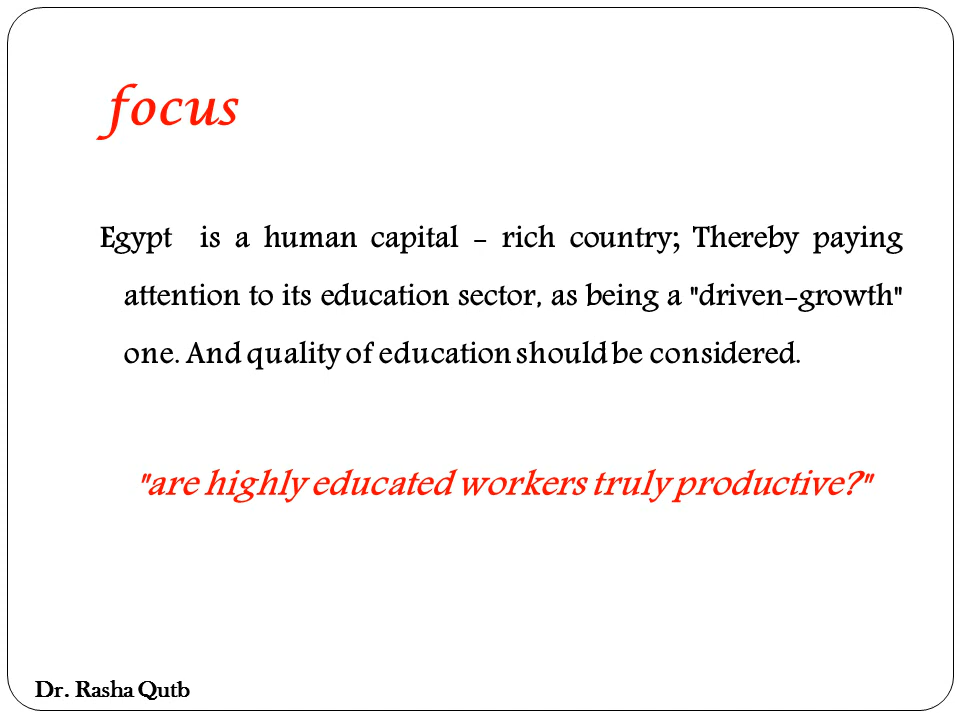 focus
Egypt is a human capital - rich country; Thereby paying
attention to its education sector, as being a "driven-growth"
one. And quality of education should be considered.
"are highly educated workers truly productive?"
Dr. Rasha Qutb